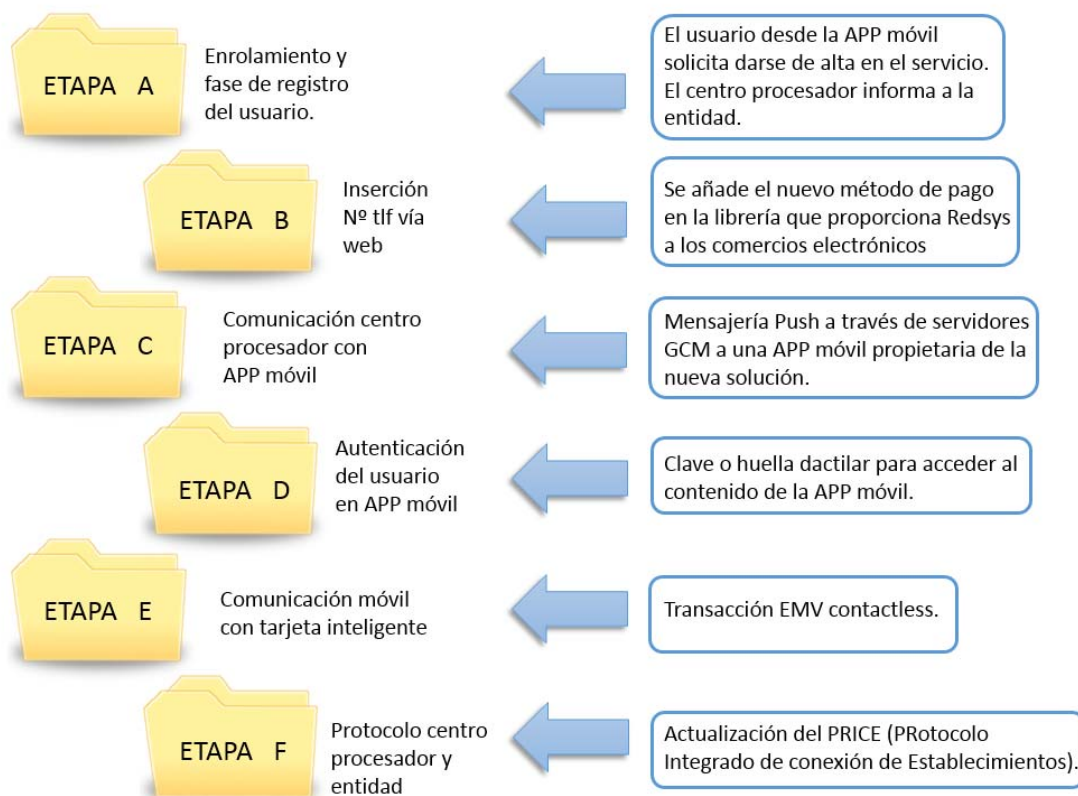 ETAPA A
Enrolamiento y
fase de registro
del usuario.
El usuario desde la APP móvil
solicita darse de alta en el servicio.
El centro procesador informa a la
entidad.
ETAPA B
Inserción
Nº tlf vía
web
Se añade el nuevo método de pago
en la librería que proporciona Redsys
a los comercios electrónicos
ETAPA C
Comunicación centro
procesador con
APP móvil
Mensajería Push a través de servidores
GCM a una APP móvil propietaria de la
nueva solución.
ETAPA D
Autenticación
del usuario
en APP móvil
Clave o huella dactilar para acceder al
contenido de la APP móvil.
ETAPA E
Comunicación móvil
con tarjeta inteligente
Transacción EMV contactless.
ETAPA F
Protocolo centro
procesador y
entidad
Actualización del PRICE (PRotocolo
Integrado de conexión de Establecimientos).